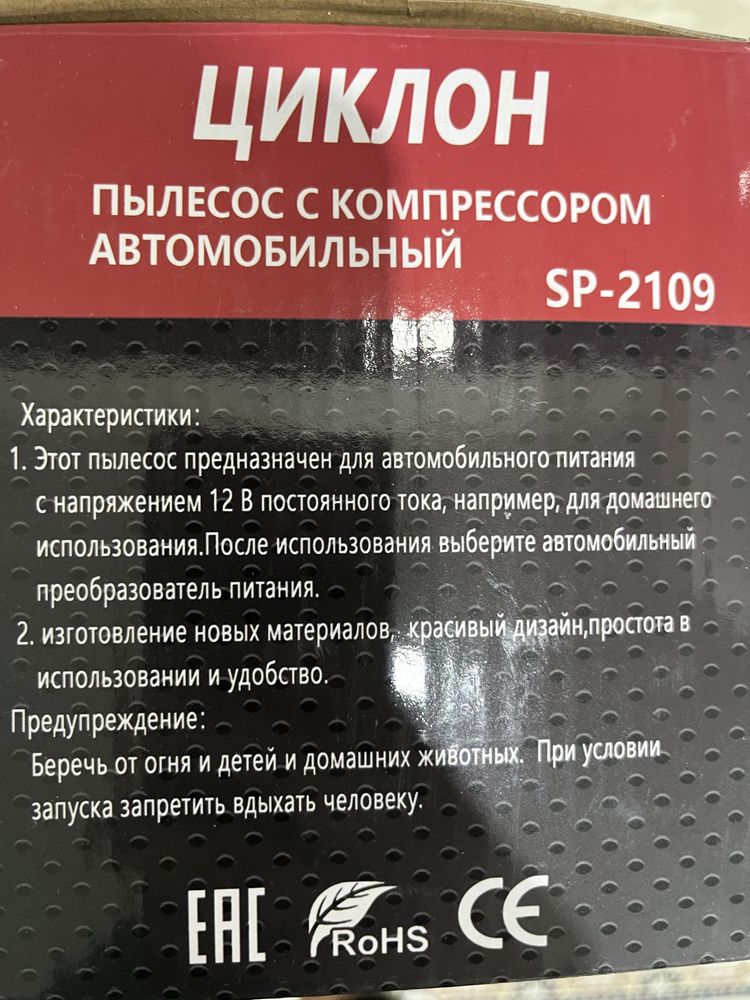 ЦИКЛОН
ПЫЛЕСОС С КОМПРЕССОРОМ
АВТОМОБИЛЬНЫЙ
SP-2109
Характеристики:
1. Этот пылесос предназначен для автомобильного питания
с напряжением 12 В постоянного тока, например, для домашнего
использования.После использования выберите автомобильный
преобразователь питания.
2. изготовление новых материалов, красивый дизайн,простота в
использовании и удобство.
Предупреждение:
Беречь от огня и детей и домашних животных. При условии
запуска запретить вдыхать человеку.
EAC RoHS CE